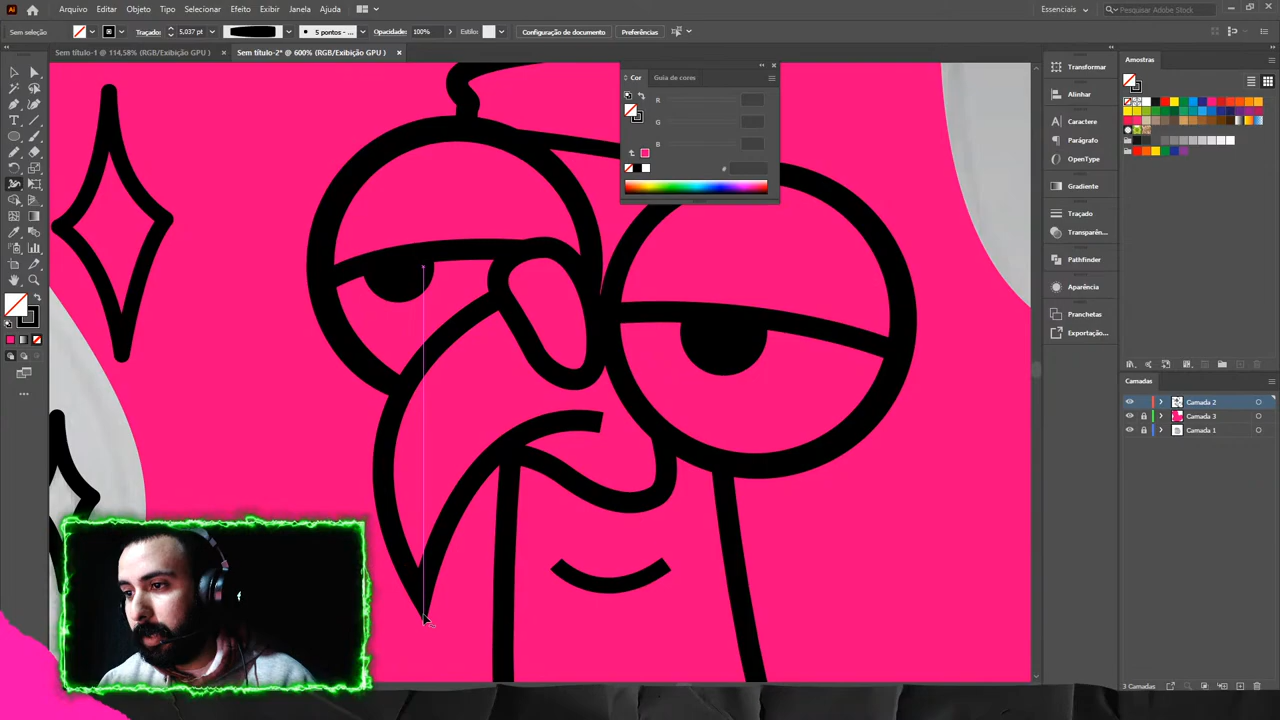 Ai Arquivo Editar Objeto Tipo Selecionar Efeito Exibir Janela Ajuda Essenciais Pesquisar Adobe Stock
Sem seleção Traçado: 5,037 pt 5 pontos - ... Opacidade: 100% Estilo: Configuração de documento Preferências
Sem título-1 @ 114,58% (RGB/Exibição GPU ) × Sem título-2* @ 600% (RGB/Exibição GPU ) ×
Cor Guia de cores
R
G
B
#
Transformar
Alinhar
Caractere
Parágrafo
OpenType
Gradiente
Traçado
Transparên...
Pathfinder
Aparência
Pranchetas
Exportação...
Amostras
Camadas
Camada 2
Camada 3
Camada 1
3 Camadas